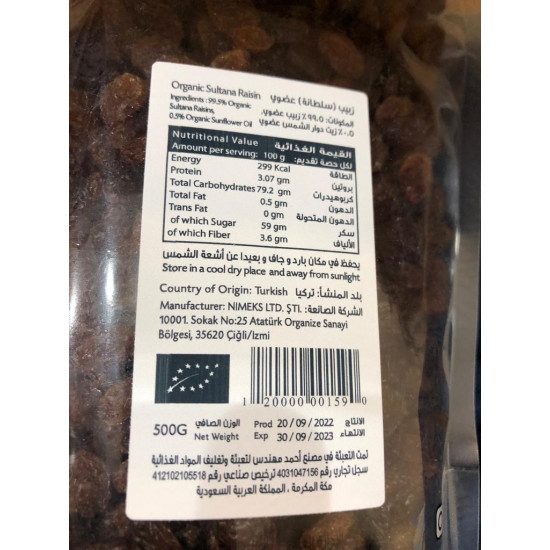 Organic Sultana Raisin زبيب (سلطانة) عضوي
Ingredients: 99.5% Organic Sultana Raisins, المكونات: ٩٩.٥٪ زبيب عضوي,
0.5% Organic Sunflower Oil ٠.٥٪ زيت دوار الشمس عضوي
Nutritional Value القيمة الغذائية
Amount per serving: 100 g لكل حصة تقديم:
Energy 299 Kcal الطاقة
Protein 3.07 gm بروتين
Total Carbohydrates 79.2 gm كربوهيدرات
Total Fat 0.5 gm الدهون
Trans Fat 0 gm الدهون المتحولة
of which Sugar 59 gm سكر
of which Fiber 3.6 gm الألياف
يحفظ في مكان بارد و جاف و بعيدا عن أشعة الشمس
Store in a cool dry place and away from sunlight
Country of Origin: Turkish بلد المنشأ: تركيا
Manufacturer: NIMEKS LTD. ŞTI. الشركة الصانعة:
10001. Sokak No:25 Atatürk Organize Sanayi
Bölgesi, 35620 Çiğli/Izmi
1 20000 00159 0
500G الوزن الصافي Net Weight
Prod 20/09/2022 الانتاج
Exp 30/09/2023 الانتهاء
تمت التعبئة في مصنع أحمد مهندس لتعبئة وتغليف المواد الغذائية
سجل تجاري رقم 4031047156 ترخيص صناعي رقم 412102105518
مكة المكرمة ، المملكة العربية السعودية